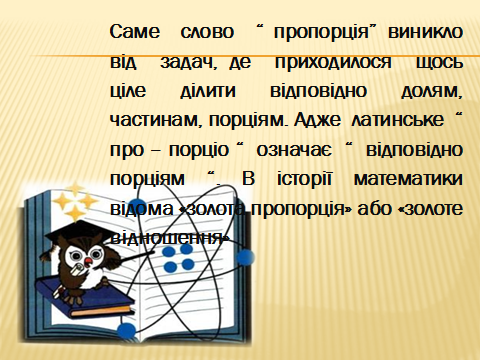 Саме слово “ пропорція” виникло
від задач, де приходилося щось
ціле ділити відповідно долям,
частинам, порціям. Адже латинське “
про – порціо “ означає “ відповідно
порціям “. В історії математики
відома «золота пропорція» або «золоте
відношення»